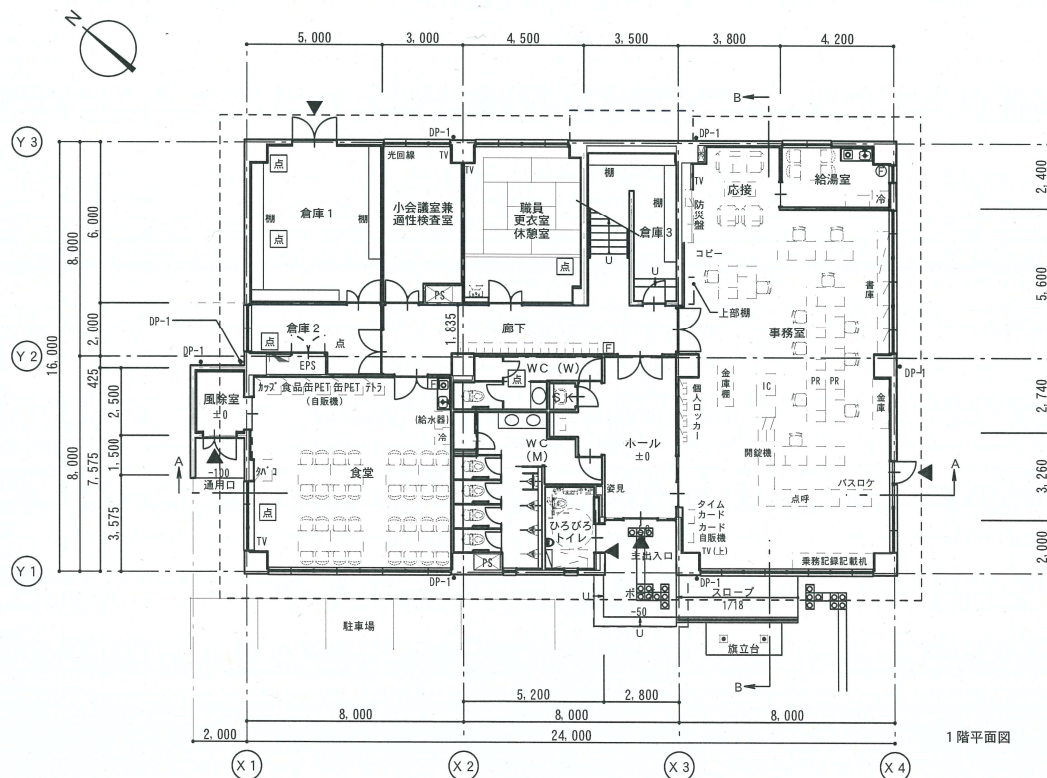 N
5,000
3,000
4,500
3,500
3,800
4,200
B
Y3
DP-1
DP-1
光回線
TV
TV
点
倉庫1
棚
棚
点
小会議室兼
適性検査室
職員
更衣室
休憩室
点
棚
棚
倉庫3
U
U
TV
防災盤
応接
給湯室
F
冷
コピー
上部棚
書庫
事務室
2,400
5,600
2,740
3,260
2,000
6,000
8,000
2,000
16,000
425
2,500
7,575
1,500
8,000
3,575
PS
倉庫2
点
点
EPS
1,835
廊下
F
DP-1
Y2
DP-1
DP-1
風除室
±0
カップ
食品
缶PET
缶PET
テトラ
(自販機)
F
(給水器)
冷
WC (W)
点
SK
WC
(M)
ホール
±0
個人ロッカー
金庫棚
IC
PR
PR
金庫
開錠機
A
-100
通用口
タバコ
食堂
点
TV
姿見
ひろびろ
トイレ
PS
主出入口
タイム
カード
カード
自販機
TV(上)
点呼
バスロケ
A
乗務記録記載机
Y1
DP-1
DP-1
U
-50
U
スロープ
1/18
駐車場
旗立台
B
5,200
2,800
8,000
8,000
8,000
2,000
24,000
1階平面図
X1
X2
X3
X4